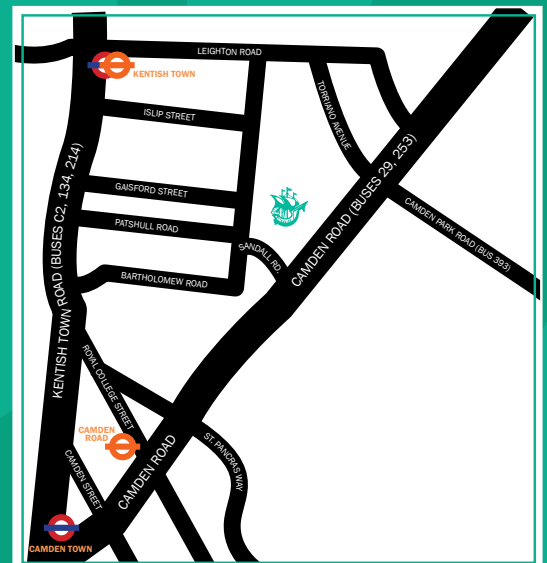 LEIGHTON ROAD
KENTISH TOWN
ISLIP STREET
TORRIANO AVENUE
GAISFORD STREET
PATSHULL ROAD
SANDALL RD.
BARTHOLOMEW ROAD
KENTISH TOWN ROAD (BUSES C2, 134, 214)
CAMDEN ROAD (BUSES 29, 253)
CAMDEN PARK ROAD (BUS 393)
ROYAL COLLEGE STREET
CAMDEN
ROAD
CAMDEN STREET
CAMDEN ROAD
ST. PANCRAS WAY
CAMDEN TOWN